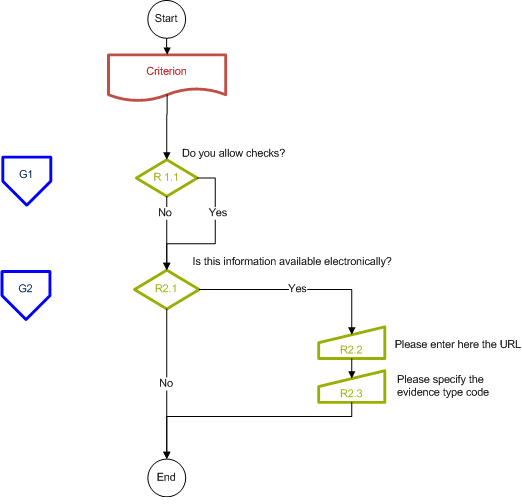 Start
Criterion
Do you allow checks?
G1
R 1.1
No
Yes
Is this information available electronically?
G2
R2.1
Yes
R2.2
Please enter here the URL
Please specify the
evidence type code
R2.3
No
End